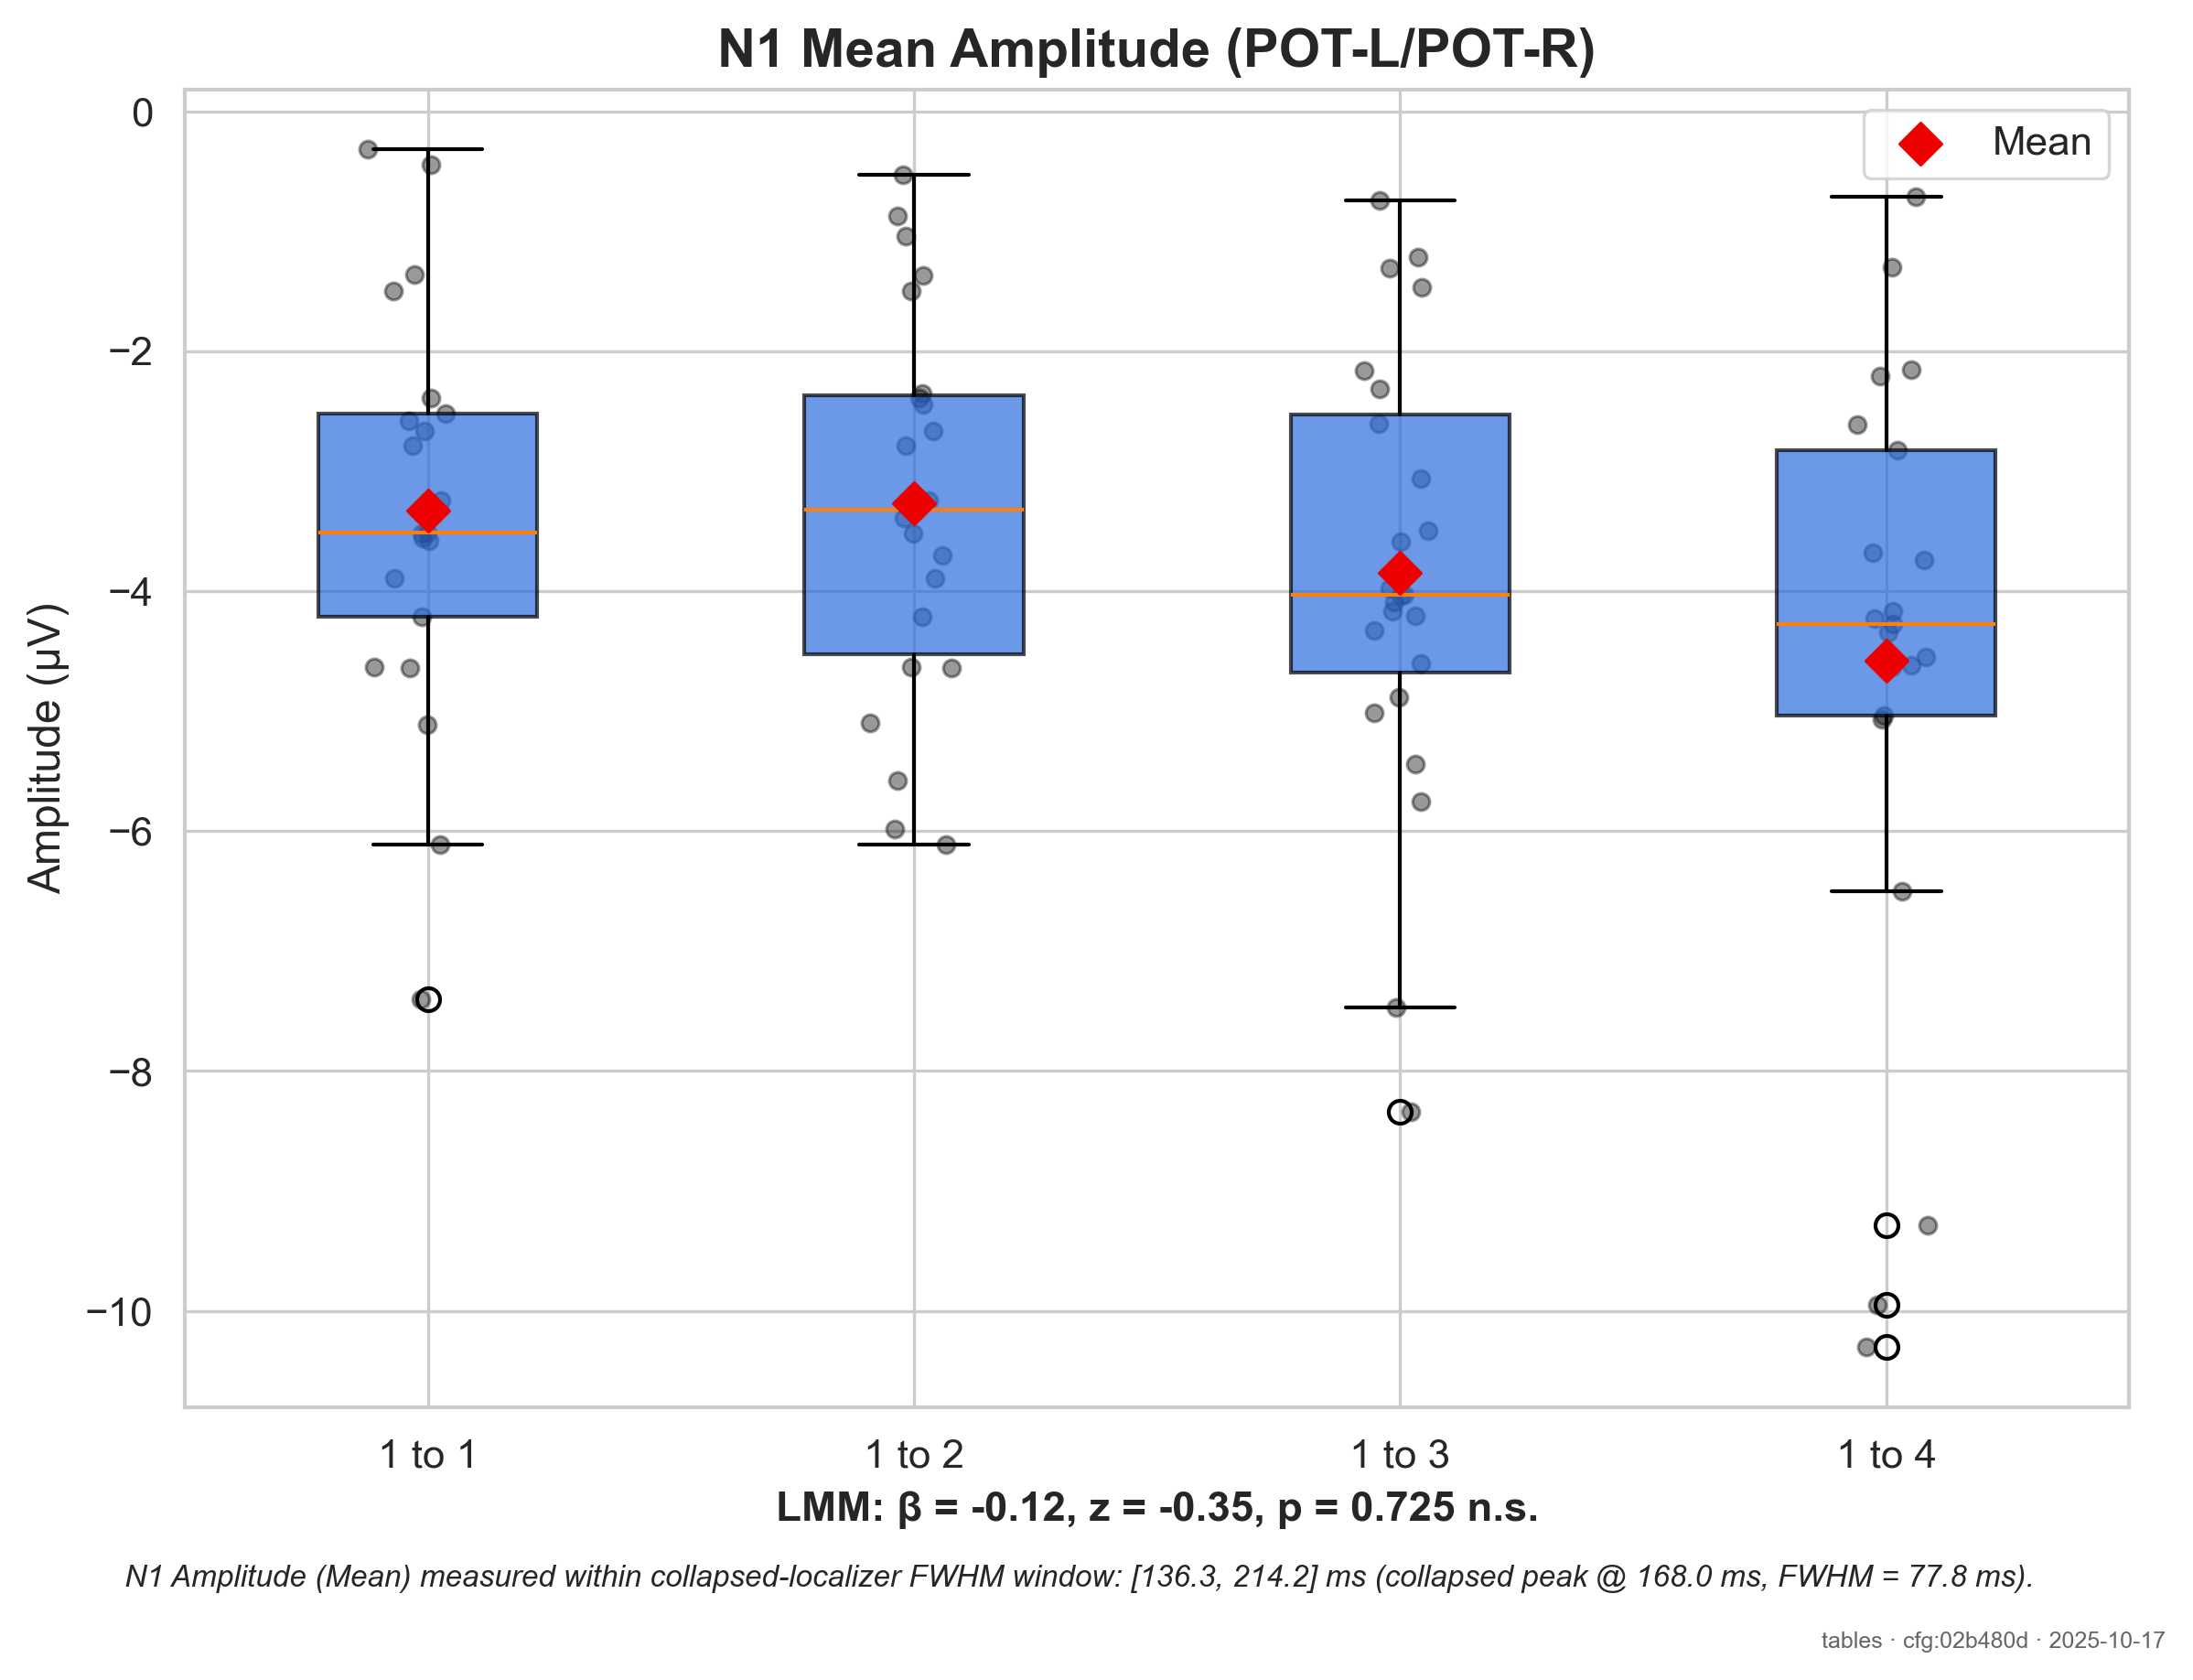 N1 Mean Amplitude (POT-L/POT-R)
Mean
0
−2
−4
−6
−8
−10
Amplitude (μV)
1 to 1
1 to 2
1 to 3
1 to 4
LMM: β = -0.12, z = -0.35, p = 0.725 n.s.
N1 Amplitude (Mean) measured within collapsed-localizer FWHM window: [136.3, 214.2] ms (collapsed peak @ 168.0 ms, FWHM = 77.8 ms).
tables · cfg:02b480d · 2025-10-17